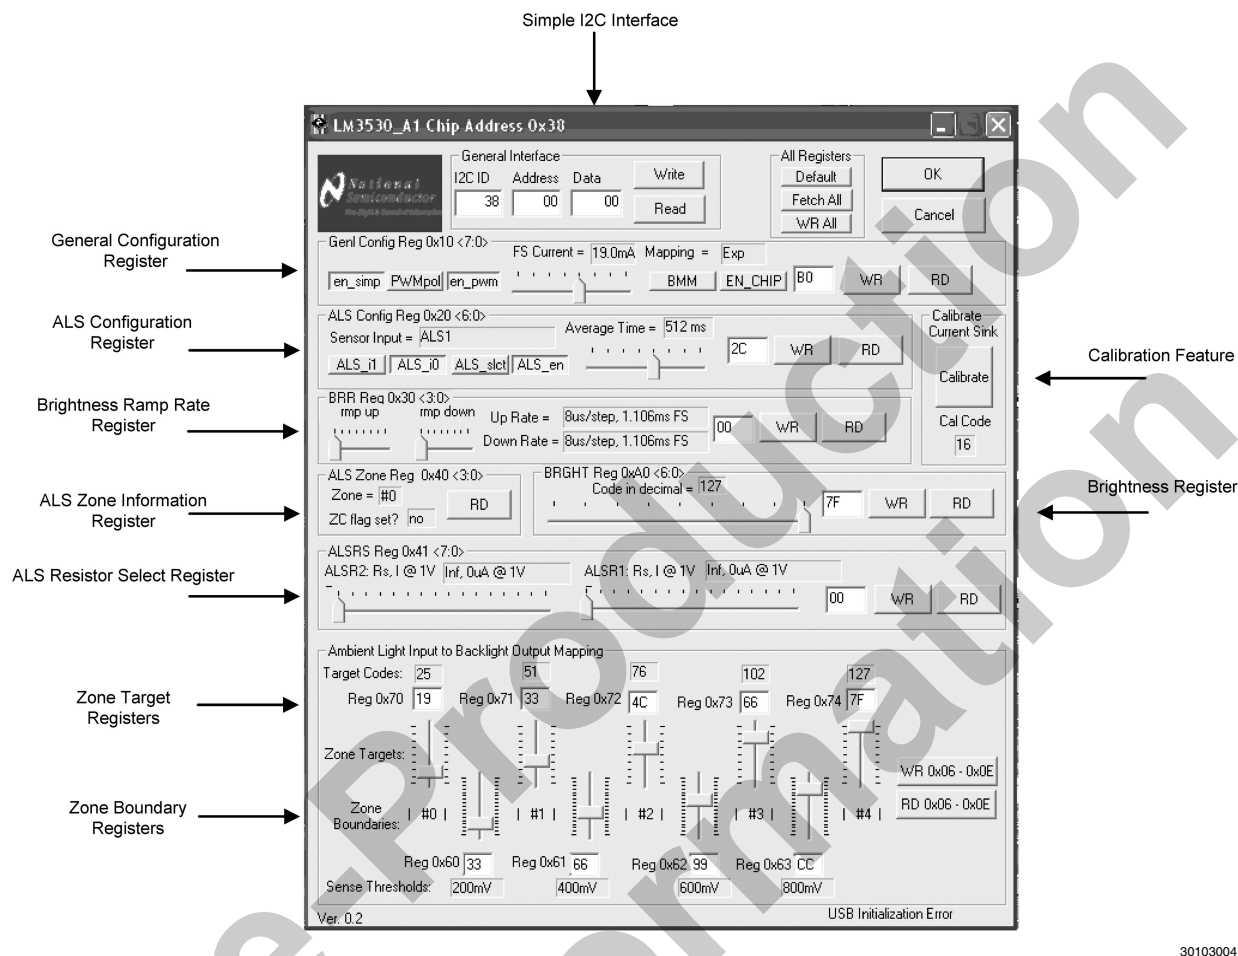 Simple I2C Interface
LM3530_A1 Chip Address 0x38
National
Semiconductor
General Interface
I2C ID Address Data
38 00 00
Write
Read
All Registers
Default
Fetch All
WR All
OK
Cancel
General Configuration
Register
Genl Config Reg 0x10 <7:0>
FS Current = 19.0mA Mapping = Exp
en_simp PWMpol en_pwm BMM EN_CHIP B0 WR RD
ALS Configuration
Register
ALS Config Reg 0x20 <6:0>
Sensor Input = ALS1 Average Time = 512 ms
ALS_i1 ALS_i0 ALS_slct ALS_en 2C WR RD
Calibrate
Current Sink
Calibrate
Cal Code
16
Calibration Feature
Brightness Ramp Rate
Register
BRR Reg 0x30 <3:0>
rmp up rmp down
Up Rate = 8us/step, 1.106ms FS
Down Rate = 8us/step, 1.106ms FS
00 WR RD
ALS Zone Information
Register
ALS Zone Reg 0x40 <3:0>
Zone = #0
ZC flag set? no
RD
BRGHT Reg 0xA0 <6:0>
Code in decimal = 127
7F WR RD
Brightness Register
ALS Resistor Select Register
ALSRS Reg 0x41 <7:0>
ALSR2: Rs, I @ 1V Inf, 0uA @ 1V ALSR1: Rs, I @ 1V Inf, 0uA @ 1V
00 WR RD
Ambient Light Input to Backlight Output Mapping
Target Codes: 25 51 76 102 127
Zone Target
Registers
Reg 0x70 19 Reg 0x71 33 Reg 0x72 4C Reg 0x73 66 Reg 0x74 7F
Zone Targets:
WR 0x06 - 0x0E
RD 0x06 - 0x0E
Zone Boundary
Registers
Zone
Boundaries: | #0 | | #1 | | #2 | | #3 | | #4 |
Reg 0x60 33 Reg 0x61 66 Reg 0x62 99 Reg 0x63 CC
Sense Thresholds: 200mV 400mV 600mV 800mV
Ver. 0.2
USB Initialization Error
30103004